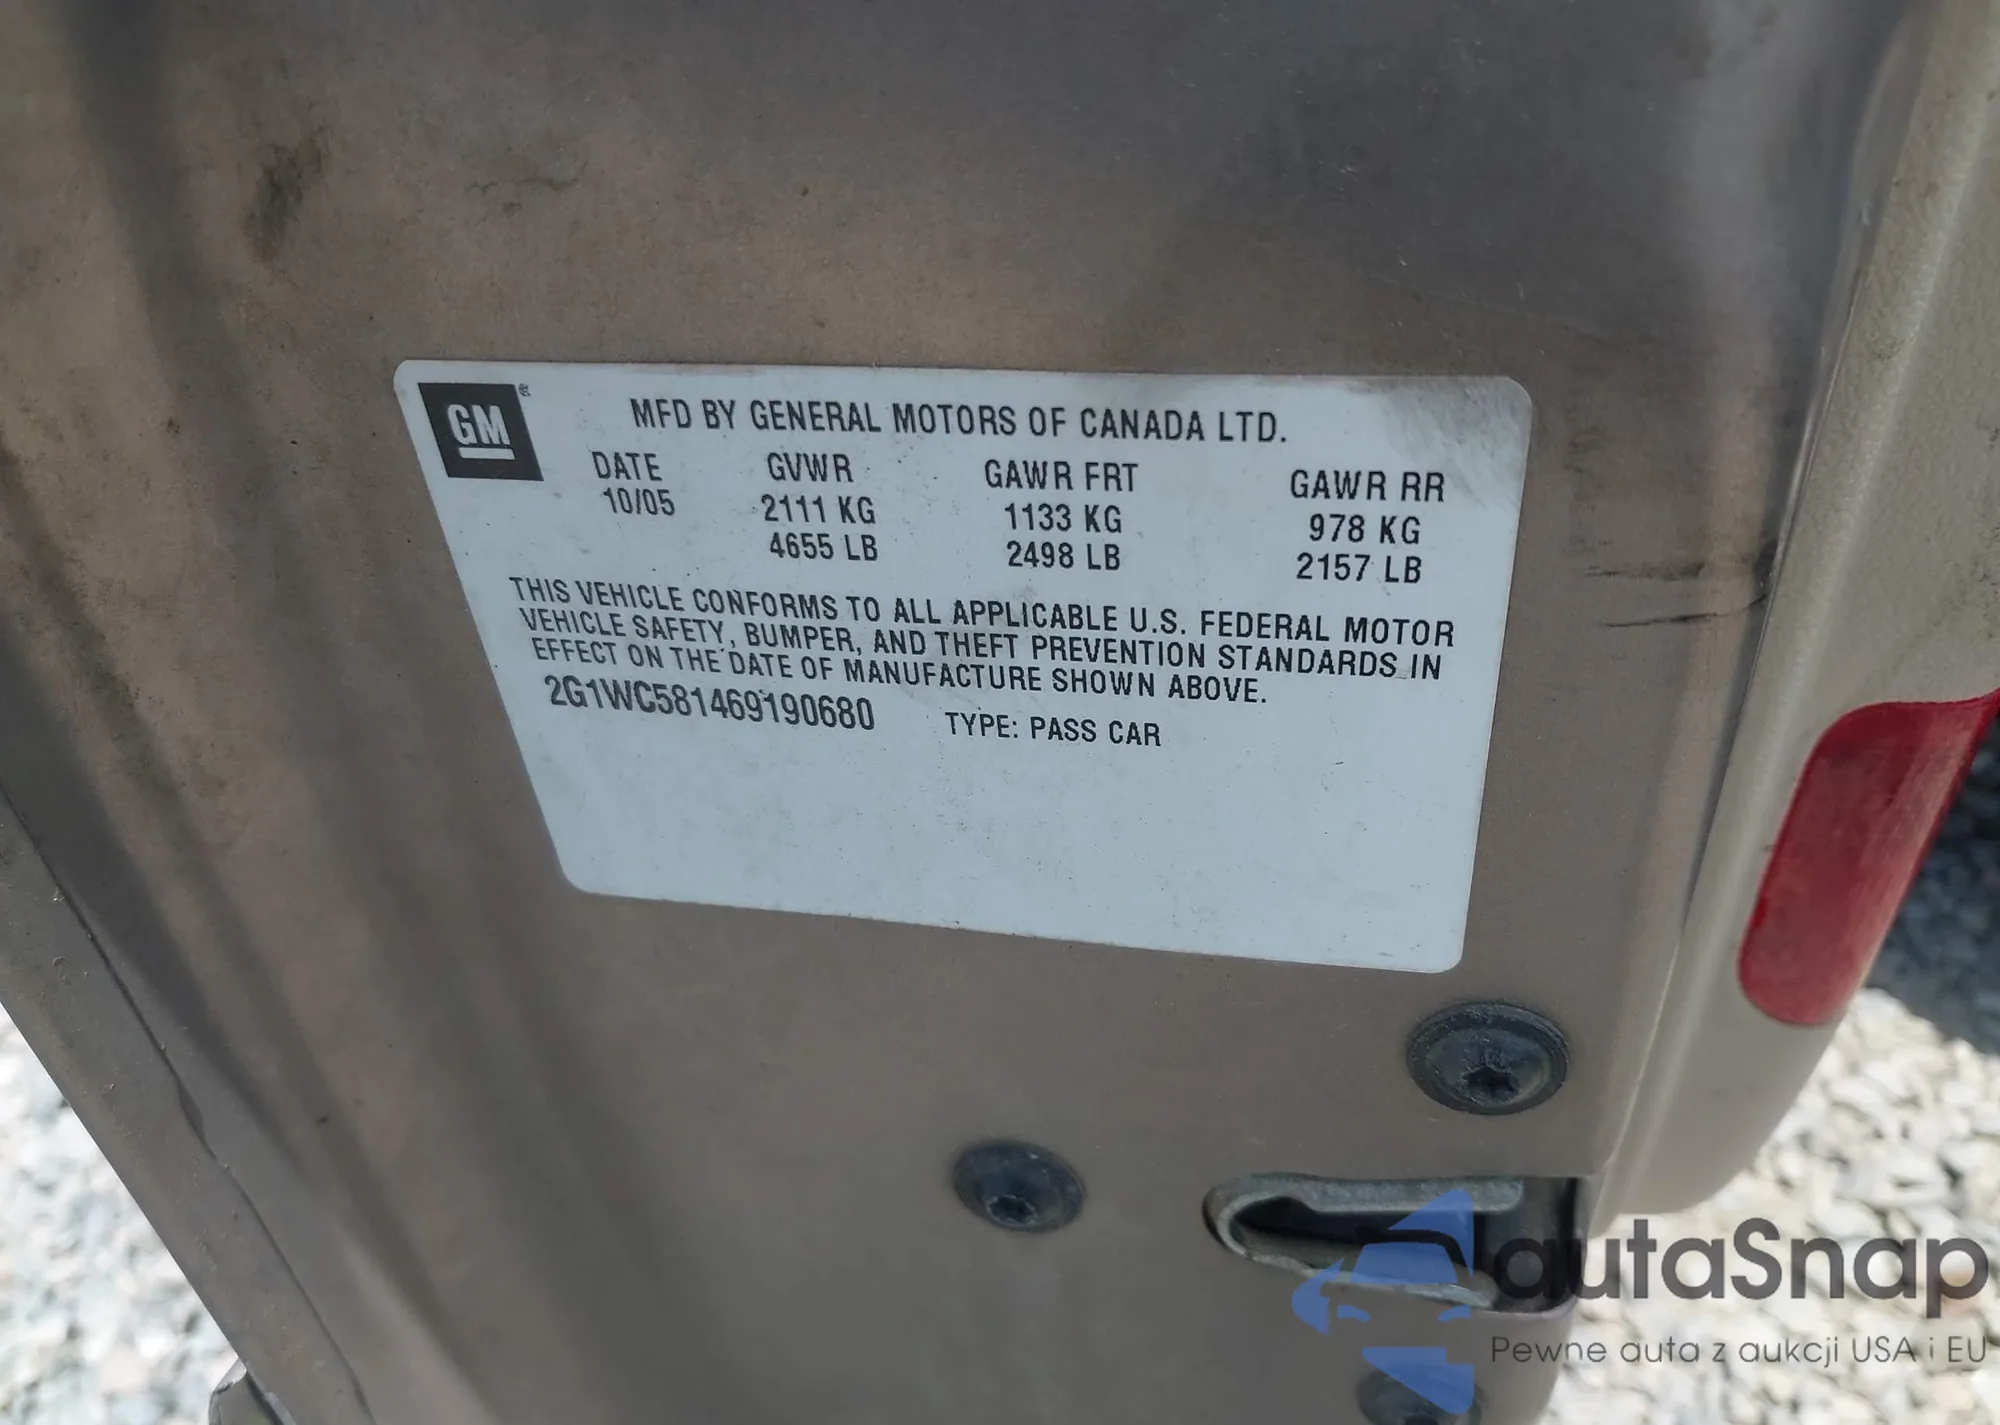 GM ®
MFD BY GENERAL MOTORS OF CANADA LTD.
DATE GVWR GAWR FRT GAWR RR
10/05 2111 KG 1133 KG 978 KG
4655 LB 2498 LB 2157 LB
THIS VEHICLE CONFORMS TO ALL APPLICABLE U.S. FEDERAL MOTOR
VEHICLE SAFETY, BUMPER, AND THEFT PREVENTION STANDARDS IN
EFFECT ON THE DATE OF MANUFACTURE SHOWN ABOVE.
2G1WC581469190680 TYPE: PASS CAR
autaSnap
Pewne auta z aukcji USA i EU